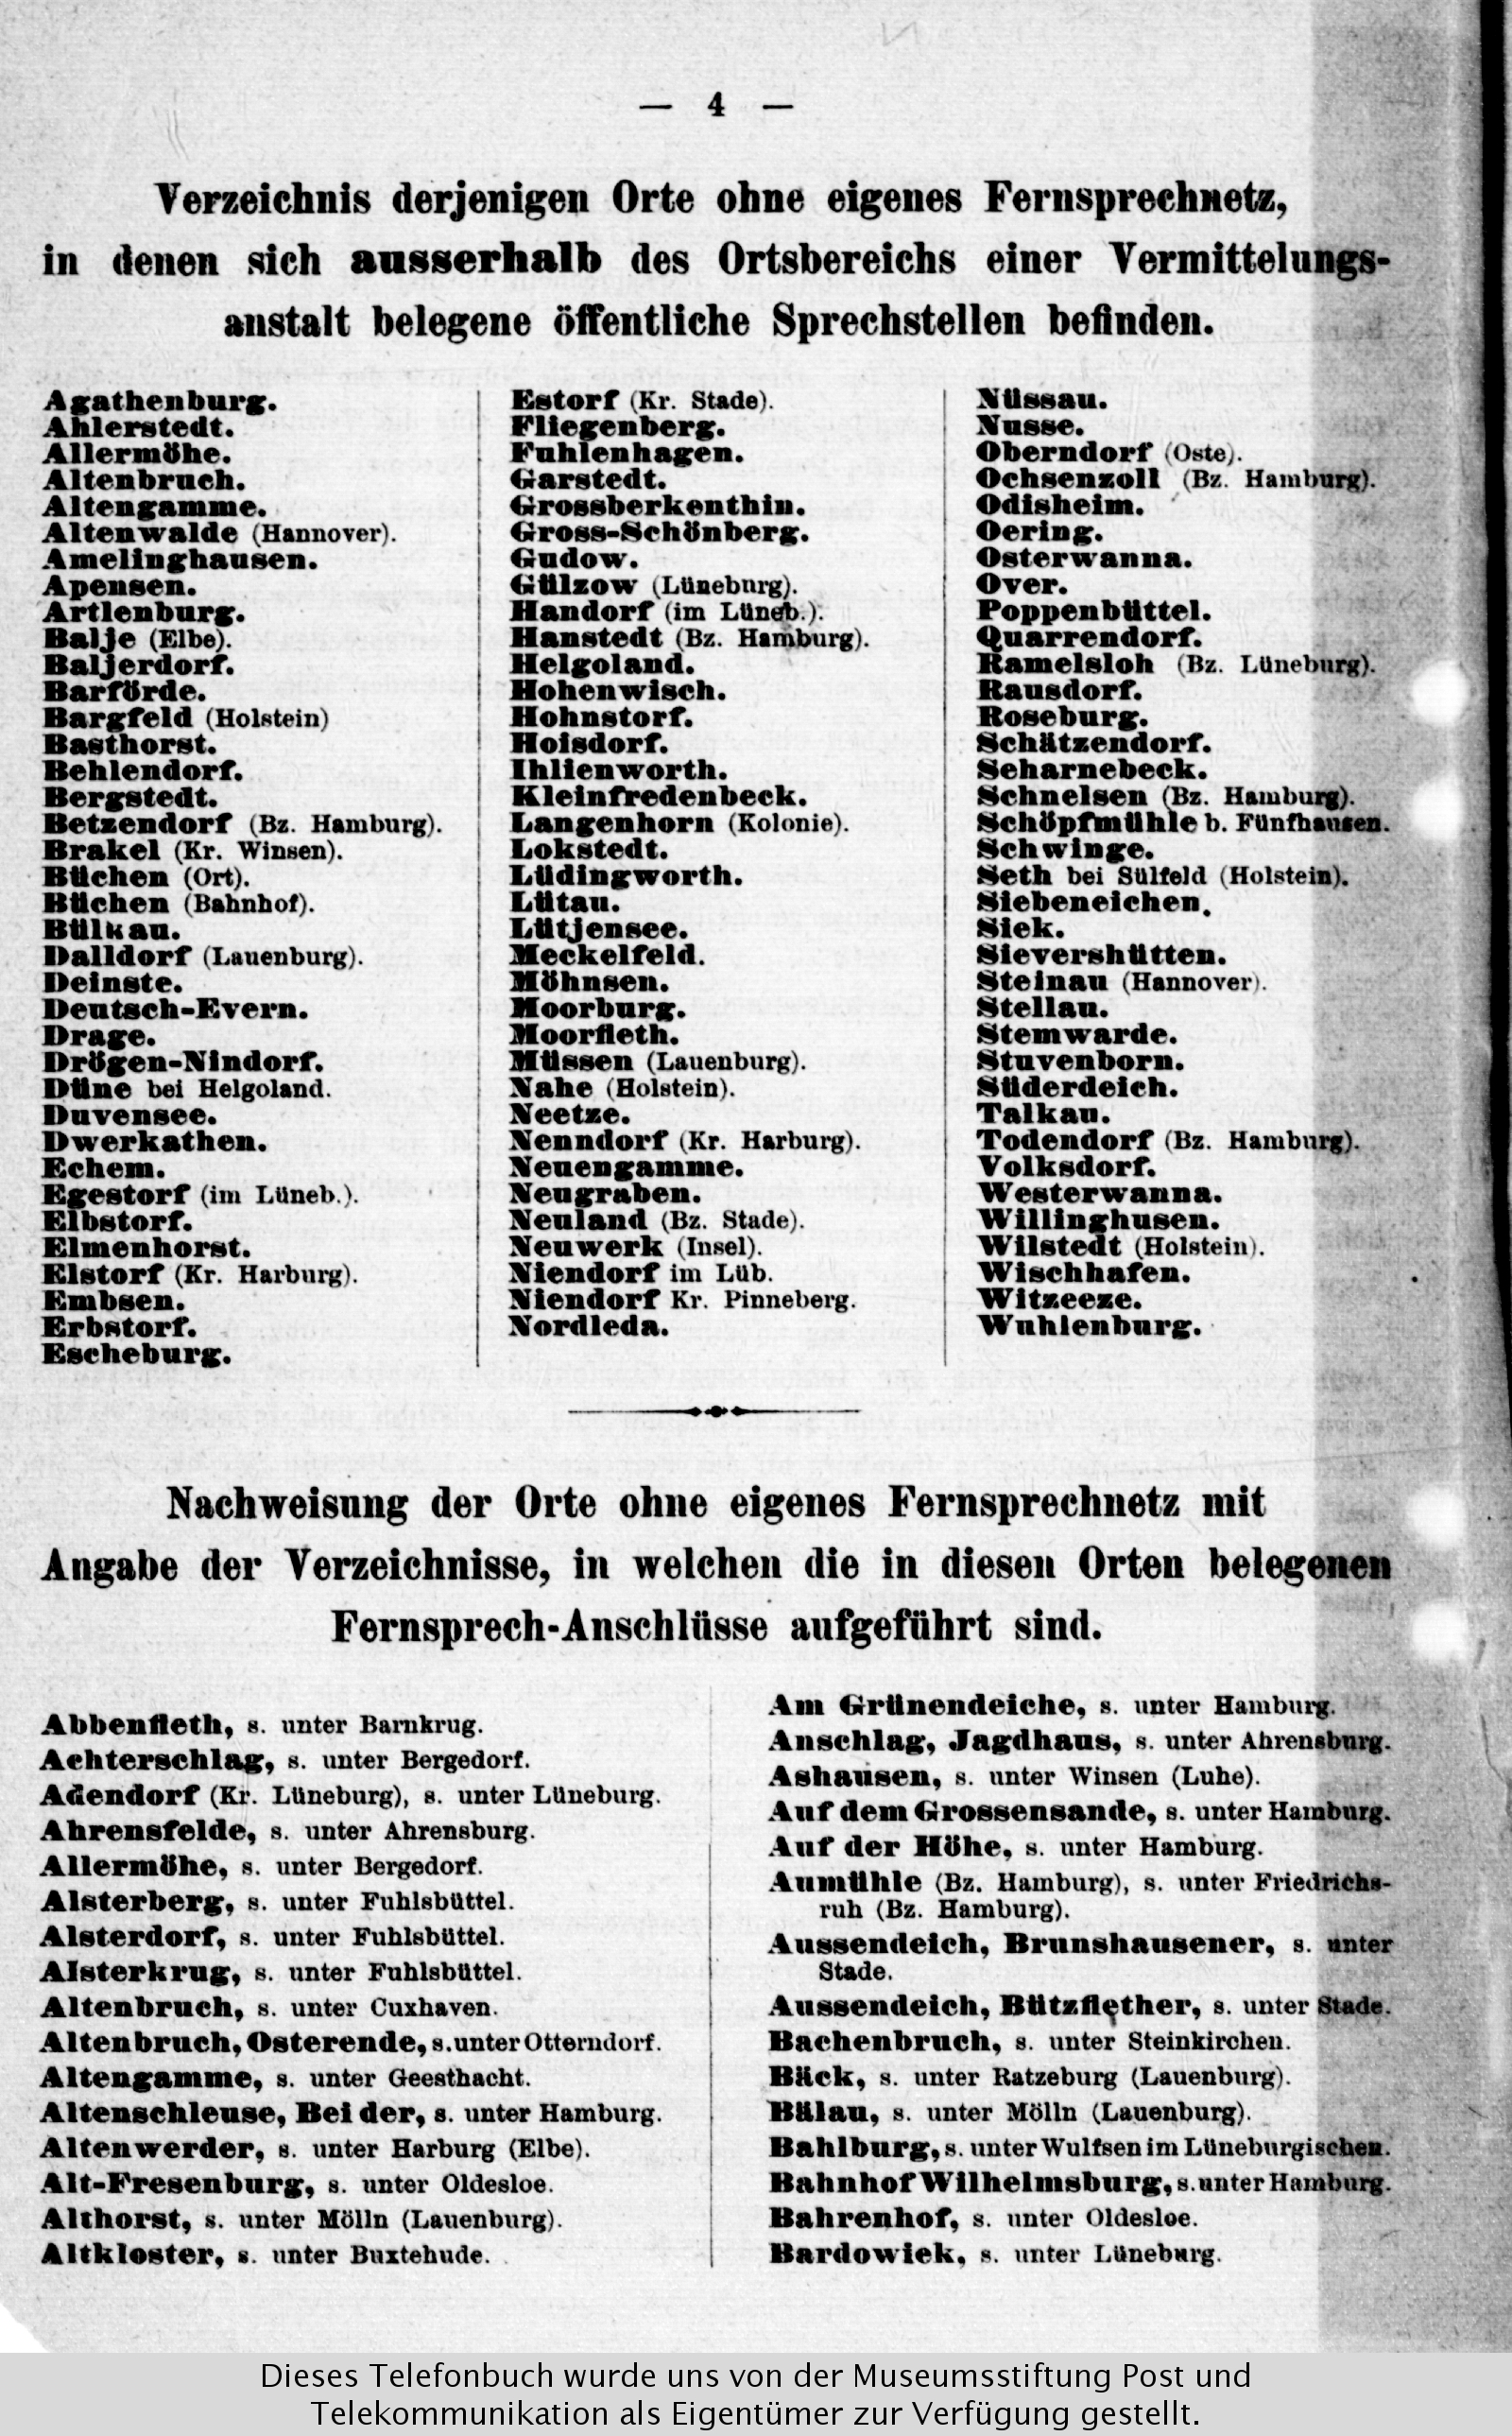 — 4 —
Verzeichnis derjenigen Orte ohne eigenes Fernsprechnetz,
in denen sich ausserhalb des Ortsbereichs einer Vermittelungs-
anstalt belegene öffentliche Sprechstellen befinden.
Agathenburg.
Ahlerstedt.
Allermöhe.
Altenbruch.
Altengamme.
Altenwalde (Hannover).
Amelinghausen.
Apensen.
Artlenburg.
Balje (Elbe).
Baljerdorf.
Barförde.
Bargfeld (Holstein)
Basthorst.
Behlendorf.
Bergstedt.
Betzendorf (Bz. Hamburg).
Brakel (Kr. Winsen).
Büchen (Ort).
Büchen (Bahnhof).
Bülkau.
Dalldorf (Lauenburg).
Deinste.
Deutsch-Evern.
Drage.
Drögen-Nindorf.
Düne bei Helgoland.
Duvensee.
Dwerkathen.
Echem.
Egestorf (im Lüneb.).
Elbstorf.
Elmenhorst.
Elstorf (Kr. Harburg).
Embsen.
Erbstorf.
Escheburg.
Estorf (Kr. Stade).
Fliegenberg.
Fuhlenhagen.
Garstedt.
Grossberkenthin.
Gross-Schönberg.
Gudow.
Gülzow (Lüneburg).
Handorf (im Lüneb.).
Hanstedt (Bz. Hamburg).
Helgoland.
Hohenwisch.
Hohnstorf.
Hoisdorf.
Ihlienworth.
Kleinfredenbeck.
Langenhorn (Kolonie).
Lokstedt.
Lüdingworth.
Lütau.
Lütjensee.
Meckelfeld.
Möhnsen.
Moorburg.
Moorfleth.
Müssen (Lauenburg).
Nahe (Holstein).
Neetze.
Nenndorf (Kr. Harburg).
Neuengamme.
Neugraben.
Neuland (Bz. Stade).
Neuwerk (Insel).
Niendorf im Lüb.
Niendorf Kr. Pinneberg.
Nordleda.
Nüssau.
Nusse.
Oberndorf (Oste).
Ochsenzoll (Bz. Hamburg).
Odisheim.
Oering.
Osterwanna.
Over.
Poppenbüttel.
Quarrendorf.
Ramelsloh (Bz. Lüneburg).
Rausdorf.
Roseburg.
Schätzendorf.
Scharnebeck.
Schnelsen (Bz. Hamburg).
Schöpfmühle b. Fünfhausen.
Schwinge.
Seth bei Sülfeld (Holstein).
Siebeneichen.
Siek.
Sievershütten.
Steinau (Hannover).
Stellau.
Stemwarde.
Stuvenborn.
Süderdeich.
Talkau.
Todendorf (Bz. Hamburg).
Volksdorf.
Westerwanna.
Willinghusen.
Wilstedt (Holstein).
Wischhafen.
Witzeeze.
Wuhlenburg.
Nachweisung der Orte ohne eigenes Fernsprechnetz mit
Angabe der Verzeichnisse, in welchen die in diesen Orten belegenen
Fernsprech-Anschlüsse aufgeführt sind.
Abbenfleth, s. unter Barnkrug.
Achterschlag, s. unter Bergedorf.
Adendorf (Kr. Lüneburg), s. unter Lüneburg.
Ahrensfelde, s. unter Ahrensburg.
Allermöhe, s. unter Bergedorf.
Alsterberg, s. unter Fuhlsbüttel.
Alsterdorf, s. unter Fuhlsbüttel.
Alsterkrug, s. unter Fuhlsbüttel.
Altenbruch, s. unter Cuxhaven.
Altenbruch, Osterende, s. unter Otterndorf.
Altengamme, s. unter Geesthacht.
Altenschleuse, Bei der, s. unter Hamburg.
Altenwerder, s. unter Harburg (Elbe).
Alt-Fresenburg, s. unter Oldesloe.
Althorst, s. unter Mölln (Lauenburg).
Altkloster, s. unter Buxtehude.
Am Grünendeiche, s. unter Hamburg.
Anschlag, Jagdhaus, s. unter Ahrensburg.
Ashausen, s. unter Winsen (Luhe).
Auf dem Grossensande, s. unter Hamburg.
Auf der Höhe, s. unter Hamburg.
Aumühle (Bz. Hamburg), s. unter Friedrichs-
ruh (Bz. Hamburg).
Aussendeich, Brunshausener, s. unter
Stade.
Aussendeich, Bützflether, s. unter Stade.
Bachenbruch, s. unter Steinkirchen.
Bäck, s. unter Ratzeburg (Lauenburg).
Bälau, s. unter Mölln (Lauenburg).
Bahlburg, s. unter Wulfsen im Lüneburgischen.
Bahnhof Wilhelmsburg, s. unter Hamburg.
Bahrenhof, s. unter Oldesloe.
Bardowiek, s. unter Lüneburg.
Dieses Telefonbuch wurde uns von der Museumsstiftung Post und
Telekommunikation als Eigentümer zur Verfügung gestellt.